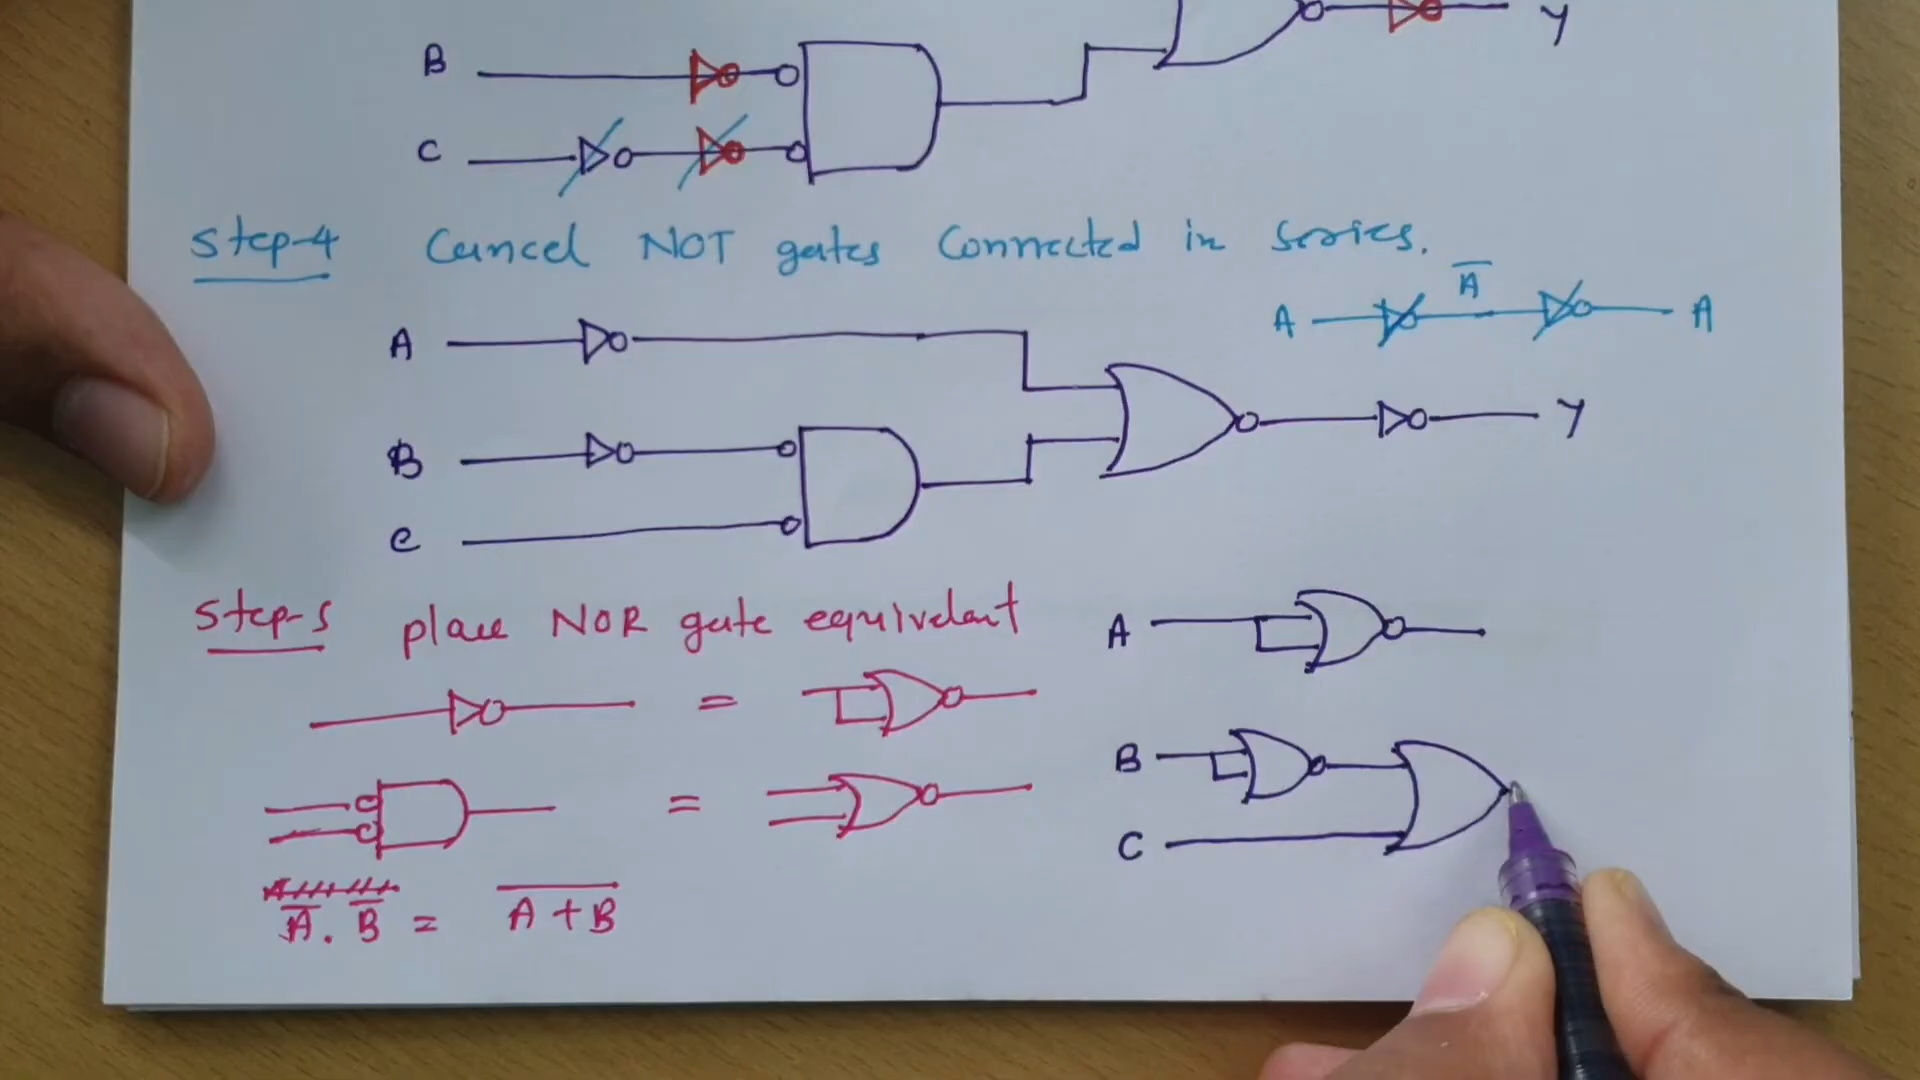 Y
B
C
Step-4 Cancel NOT gates Connected in series.
A A̅ A
A
B
C
Y
Step-5 place NOR gate equivalent
A
B
C
A̅ . B̅ = A̅ ̅+̅ ̅B̅